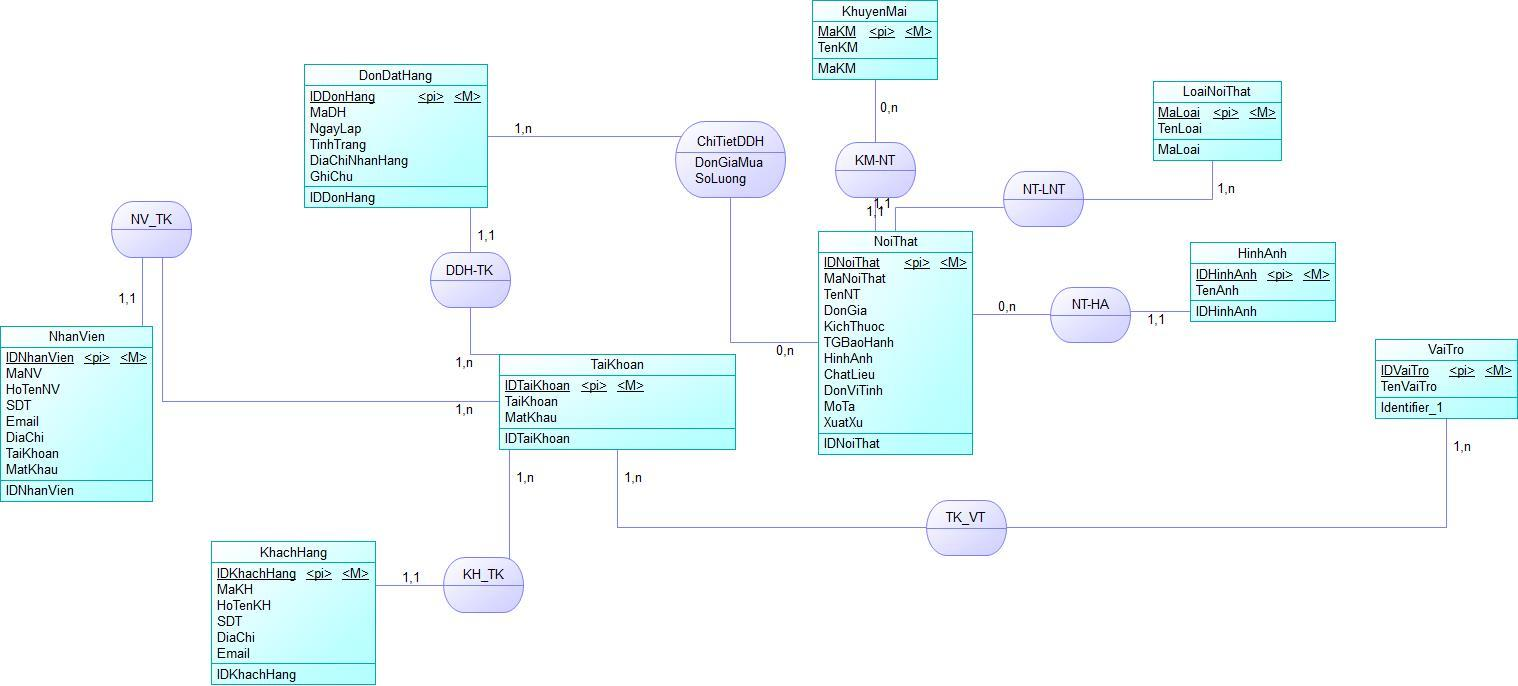 KhuyenMai
MaKM <pi> <M>
TenKM
MaKM
0,n
KM-NT
1,1
DonDatHang
IDDonHang <pi> <M>
MaDH
NgayLap
TinhTrang
DiaChiNhanHang
GhiChu
IDDonHang
1,n
ChiTietDDH
DonGiaMua
SoLuong
0,n
LoaiNoiThat
MaLoai <pi> <M>
TenLoai
MaLoai
1,n
NT-LNT
1,1
NV_TK
1,1
1,n
1,1
DDH-TK
1,n
NoiThat
IDNoiThat <pi> <M>
MaNoiThat
TenNT
DonGia
KichThuoc
TGBaoHanh
HinhAnh
ChatLieu
DonViTinh
MoTa
XuatXu
IDNoiThat
0,n
NT-HA
1,1
HinhAnh
IDHinhAnh <pi> <M>
TenAnh
IDHinhAnh
NhanVien
IDNhanVien <pi> <M>
MaNV
HoTenNV
SDT
Email
DiaChi
TaiKhoan
MatKhau
IDNhanVien
TaiKhoan
IDTaiKhoan <pi> <M>
TaiKhoan
MatKhau
IDTaiKhoan
VaiTro
IDVaiTro <pi> <M>
TenVaiTro
Identifier_1
1,n
1,n
1,n
TK_VT
KhachHang
IDKhachHang <pi> <M>
MaKH
HoTenKH
SDT
DiaChi
Email
IDKhachHang
1,1
KH_TK